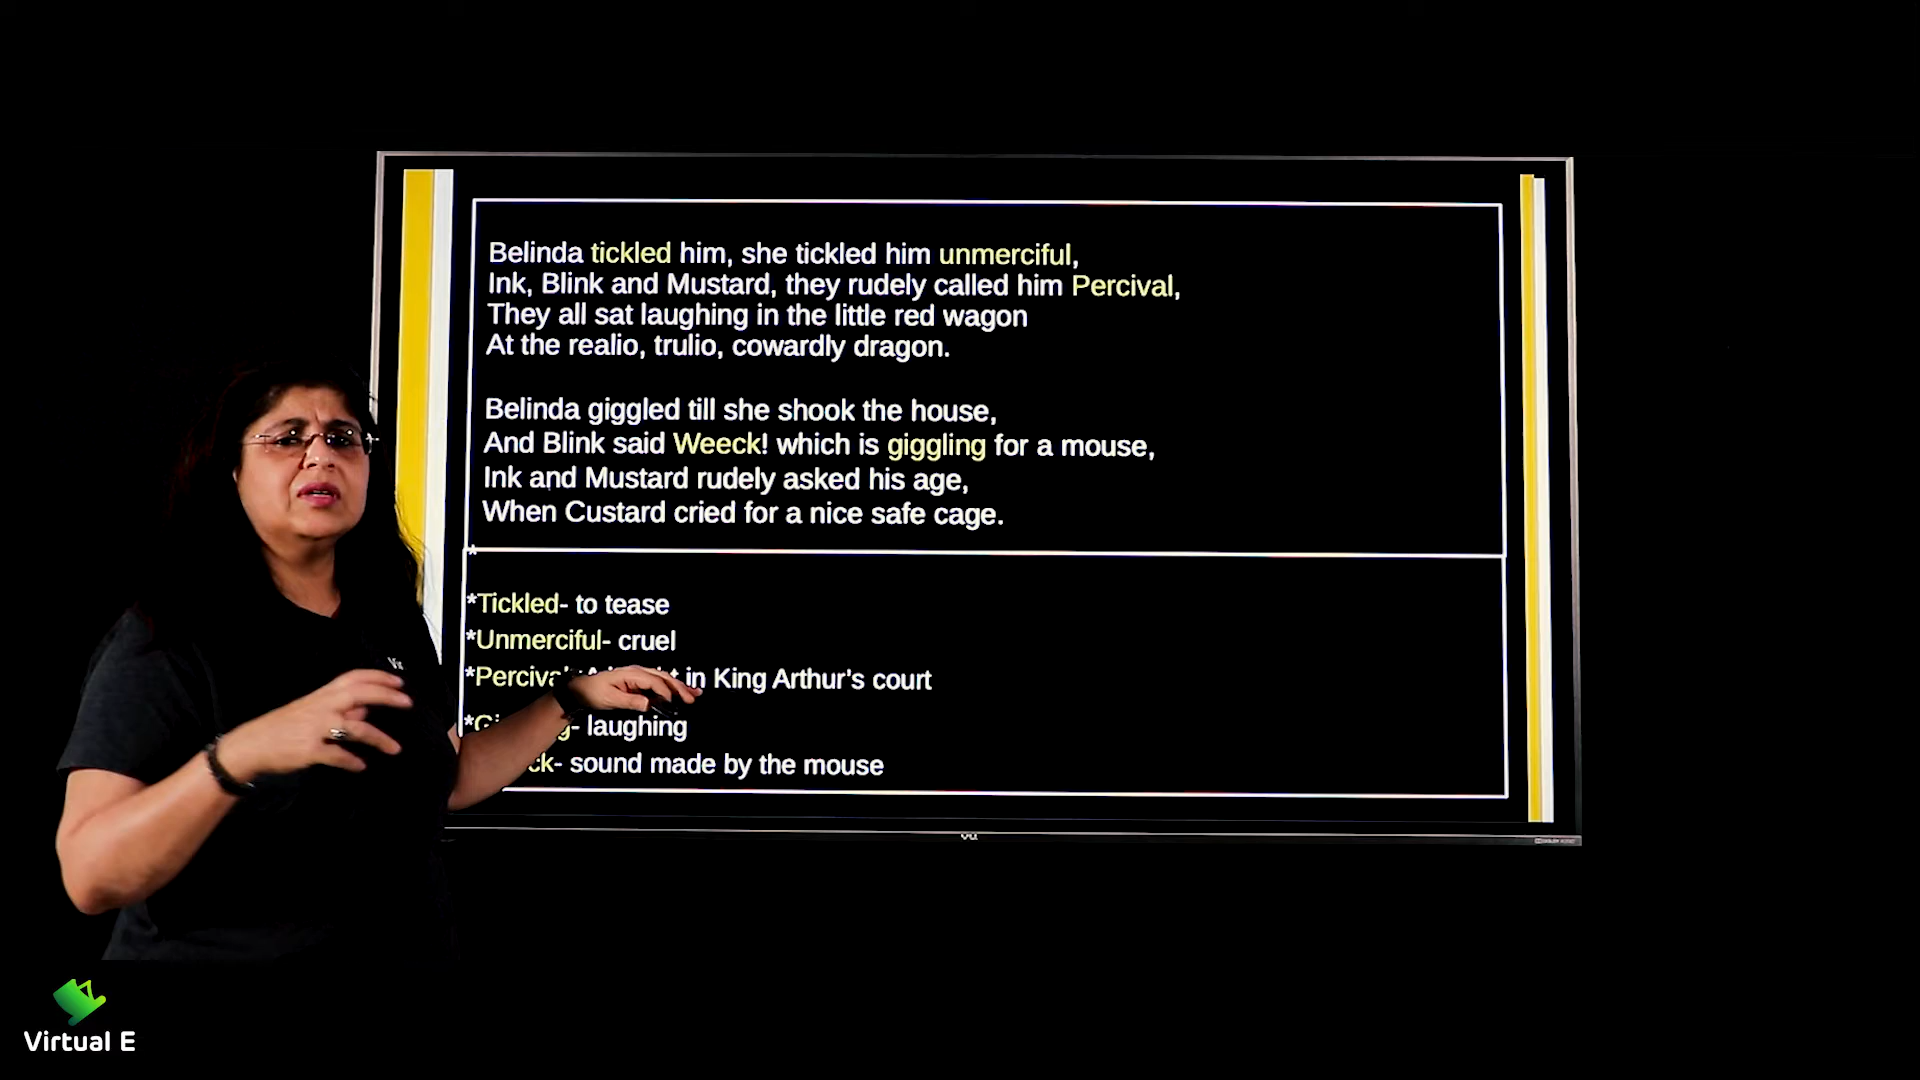 Belinda tickled him, she tickled him unmerciful,
Ink, Blink and Mustard, they rudely called him Percival,
They all sat laughing in the little red wagon
At the realio, trulio, cowardly dragon.
Belinda giggled till she shook the house,
And Blink said Weeck! which is giggling for a mouse,
Ink and Mustard rudely asked his age,
When Custard cried for a nice safe cage.
*
*Tickled- to tease
*Unmerciful- cruel
in King Arthur's court
laughing
sound made by the mouse
Virtual E